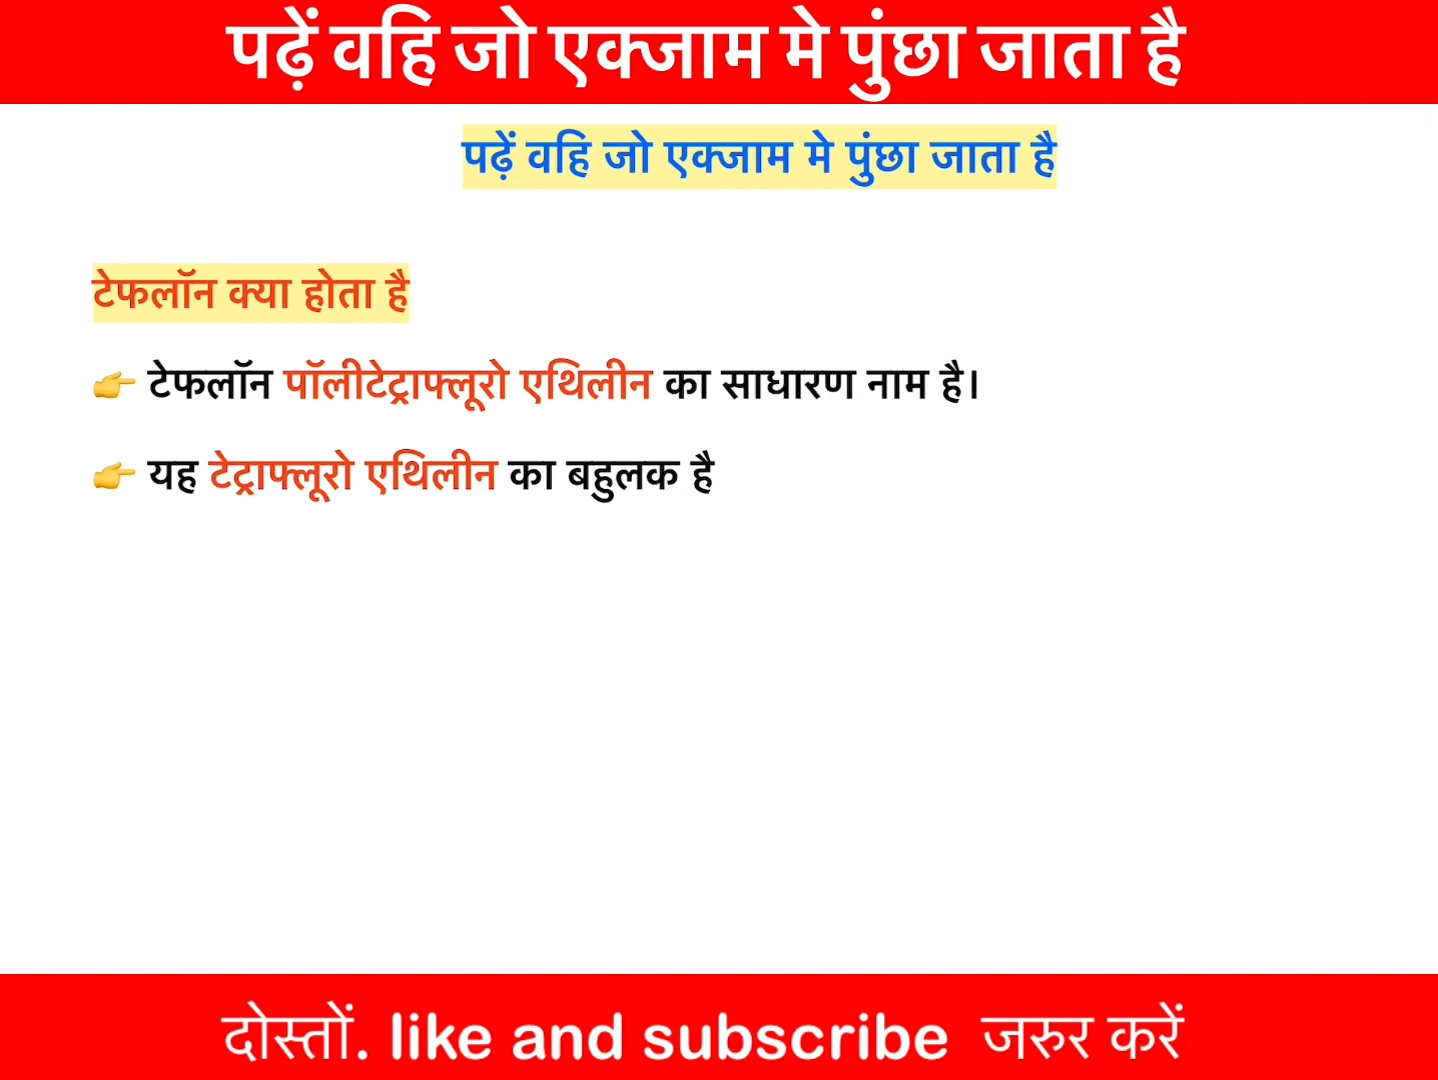 पढ़ें वहि जो एक्जाम मे पुंछा जाता है
पढ़ें वहि जो एक्जाम मे पुंछा जाता है
टेफलॉन क्या होता है
👉 टेफलॉन पॉलीटेट्राफ्लूरो एथिलीन का साधारण नाम है।
👉 यह टेट्राफ्लूरो एथिलीन का बहुलक है
दोस्तों. like and subscribe जरुर करें